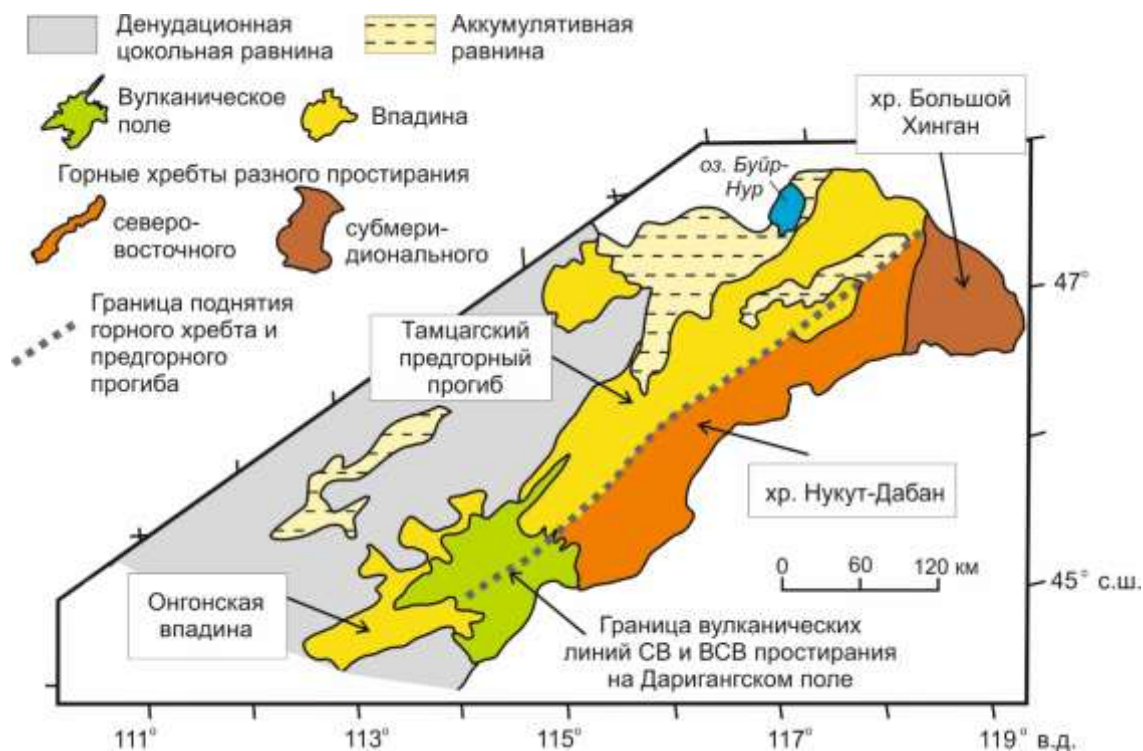 Денудационная
цокольная равнина
Аккумулятивная
равнина
Вулканическое
поле
Впадина
Горные хребты разного простирания
северо-
восточного
субмери-
дионального
Граница поднятия
горного хребта и
предгорного
прогиба
хр. Большой
Хинган
оз. Буйр-
Нур
47°
Тамцагский
предгорный
прогиб
хр. Нукут-Дабан
0 60 120 км
45° с.ш.
Онгонская
впадина
Граница вулканических
линий СВ и ВСВ простирания
на Даригангском поле
111° 113° 115° 117° 119° в.д.